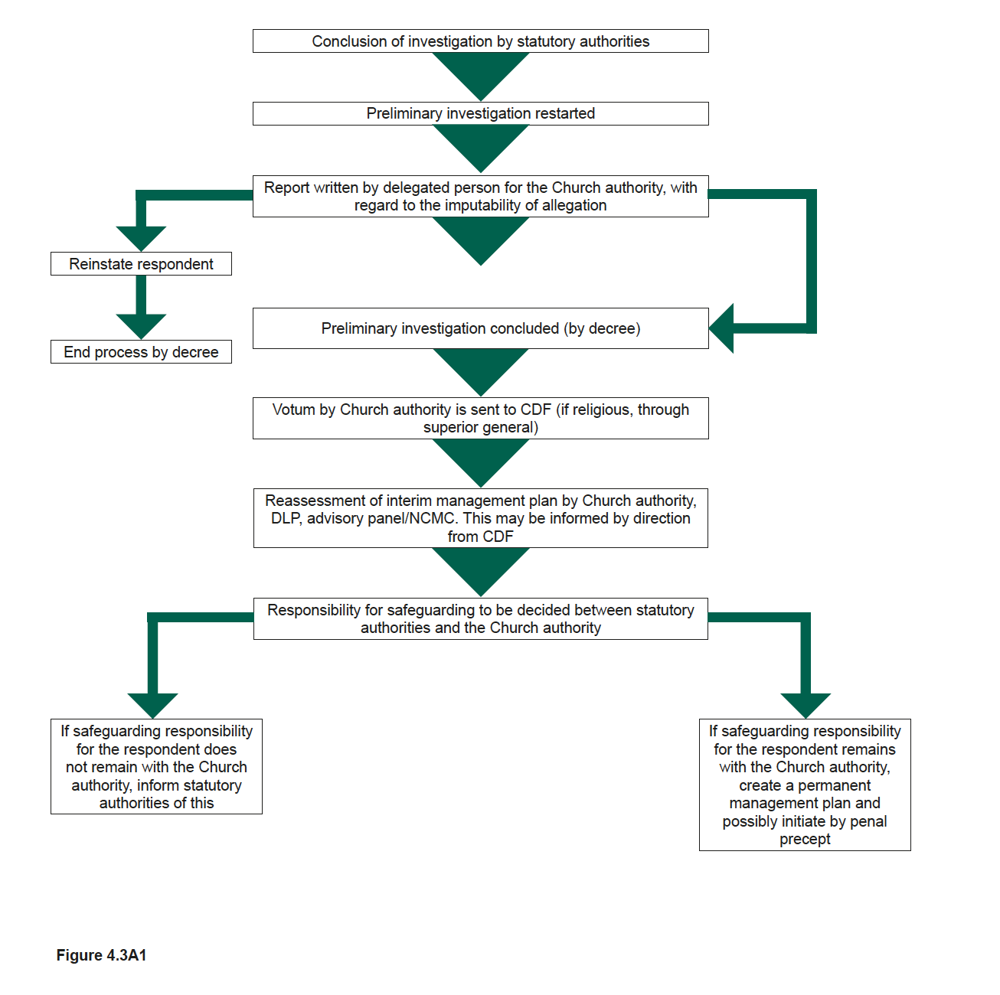 Conclusion of investigation by statutory authorities
Preliminary investigation restarted
Report written by delegated person for the Church authority, with
regard to the imputability of allegation
Reinstate respondent
End process by decree
Preliminary investigation concluded (by decree)
Votum by Church authority is sent to CDF (if religious, through
superior general)
Reassessment of interim management plan by Church authority,
DLP, advisory panel/NCMC. This may be informed by direction
from CDF
Responsibility for safeguarding to be decided between statutory
authorities and the Church authority
If safeguarding responsibility
for the respondent does
not remain with the Church
authority, inform statutory
authorities of this
If safeguarding responsibility
for the respondent remains
with the Church authority,
create a permanent
management plan and
possibly initiate by penal
precept
Figure 4.3A1